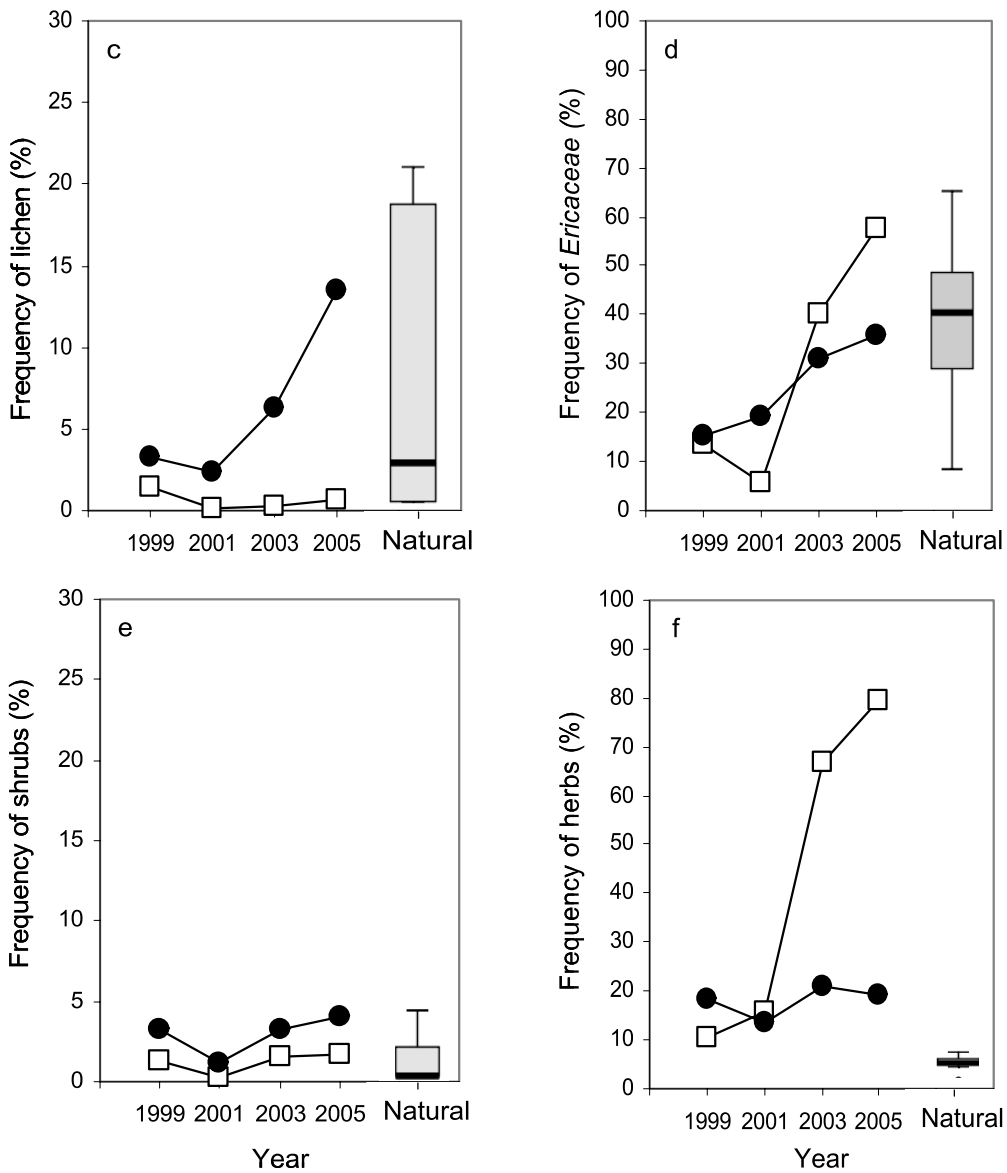 c
Frequency of lichen (%)
30
25
20
15
10
5
0
1999 2001 2003 2005 Natural
d
Frequency of Ericaceae (%)
100
90
80
70
60
50
40
30
20
10
0
1999 2001 2003 2005 Natural
e
Frequency of shrubs (%)
30
25
20
15
10
5
0
1999 2001 2003 2005 Natural
Year
f
Frequency of herbs (%)
100
90
80
70
60
50
40
30
20
10
0
1999 2001 2003 2005 Natural
Year